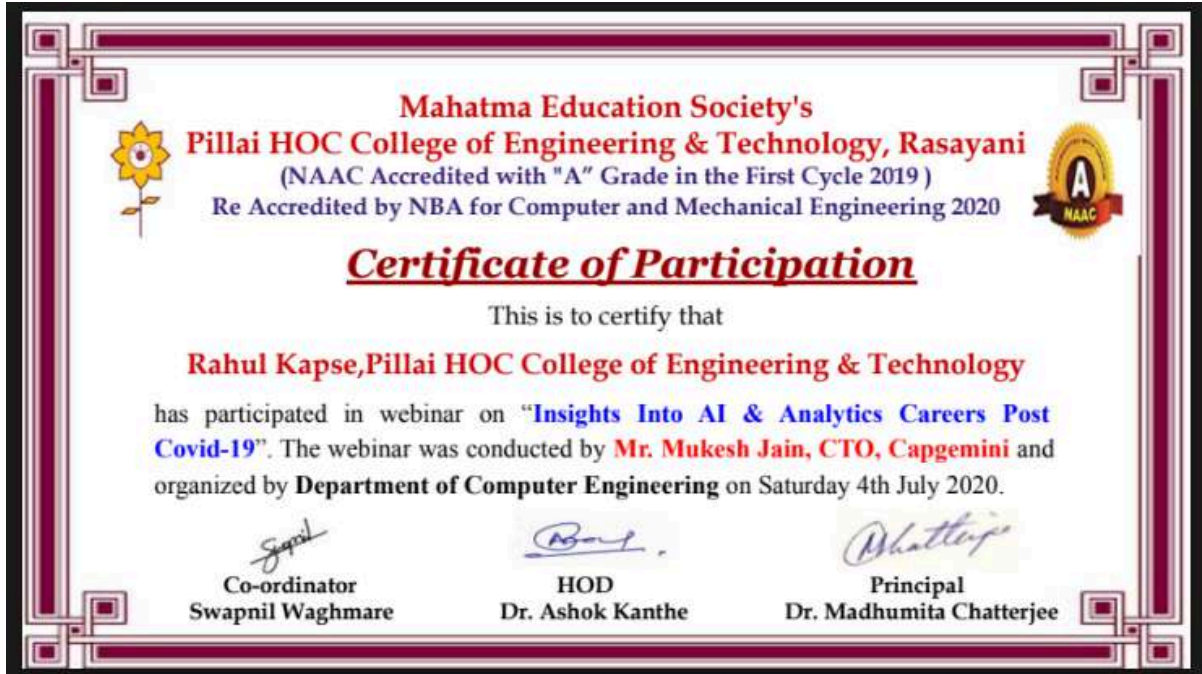 Mahatma Education Society's
Pillai HOC College of Engineering & Technology, Rasayani
(NAAC Accredited with "A” Grade in the First Cycle 2019 )
Re Accredited by NBA for Computer and Mechanical Engineering 2020
A
NAAC
Certificate of Participation
This is to certify that
Rahul Kapse,Pillai HOC College of Engineering & Technology
has participated in webinar on “Insights Into AI & Analytics Careers Post
Covid-19”. The webinar was conducted by Mr. Mukesh Jain, CTO, Capgemini and
organized by Department of Computer Engineering on Saturday 4th July 2020.
Swapnil
Co-ordinator HOD Principal
Swapnil Waghmare Dr. Ashok Kanthe Dr. Madhumita Chatterjee